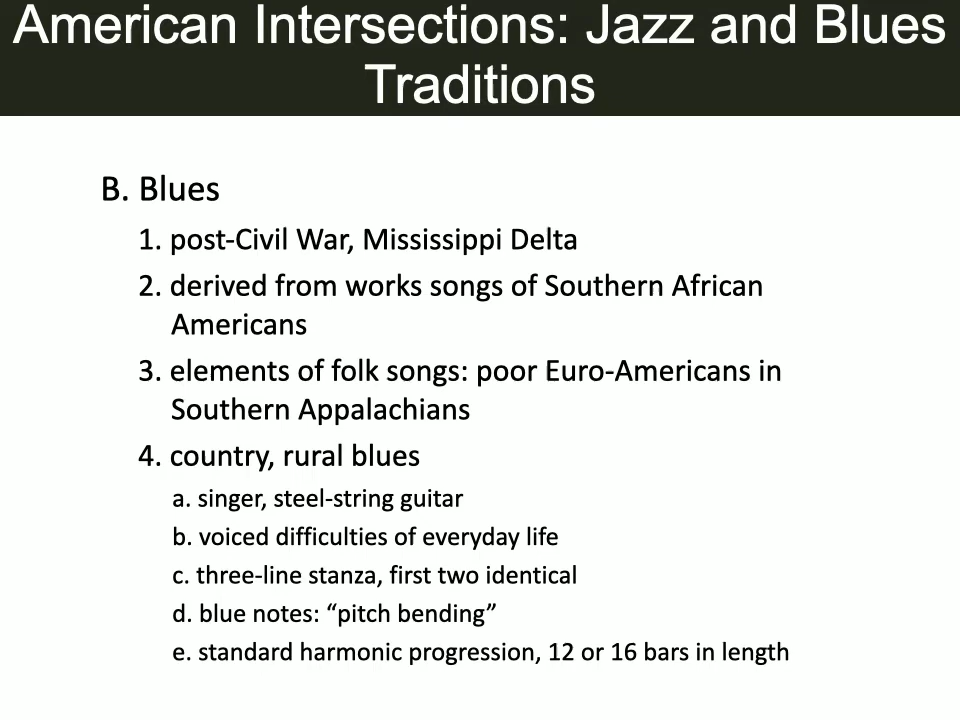 American Intersections: Jazz and Blues
Traditions
B. Blues
1. post-Civil War, Mississippi Delta
2. derived from works songs of Southern African
Americans
3. elements of folk songs: poor Euro-Americans in
Southern Appalachians
4. country, rural blues
a. singer, steel-string guitar
b. voiced difficulties of everyday life
c. three-line stanza, first two identical
d. blue notes: “pitch bending”
e. standard harmonic progression, 12 or 16 bars in length